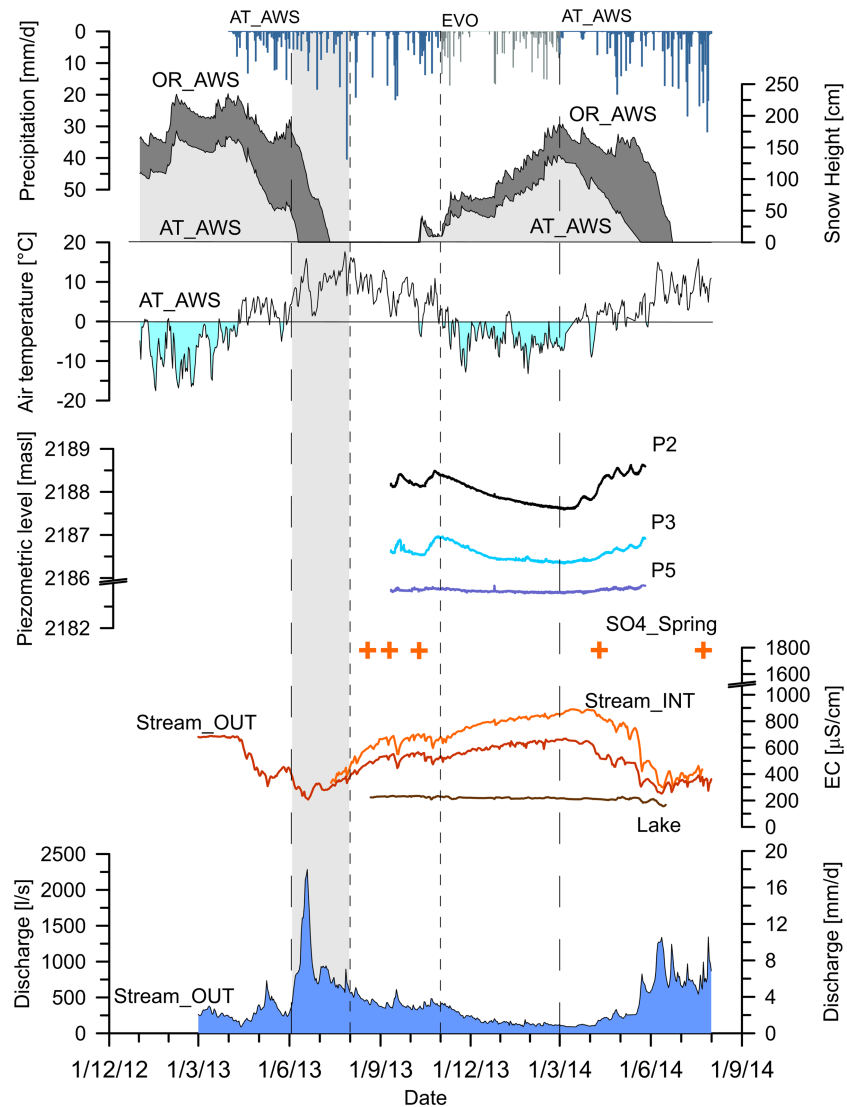 AT_AWS EVO AT_AWS
Precipitation [mm/d]
0
10
20
30
40
50
OR_AWS
OR_AWS
AT_AWS
AT_AWS
250
200
150
100
50
0
Snow Height [cm]
Air temperature [°C]
20
10
0
-10
-20
AT_AWS
Piezometric level [masl]
2189
2188
2187
2186
2182
P2
P3
P5
SO4_Spring
Stream_INT
Stream_OUT
Lake
1800
1600
1000
800
600
400
200
0
EC [µS/cm]
Discharge [l/s]
2500
2000
1500
1000
500
0
Stream_OUT
20
16
12
8
4
0
Discharge [mm/d]
1/12/12 1/3/13 1/6/13 1/9/13 1/12/13 1/3/14 1/6/14 1/9/14
Date